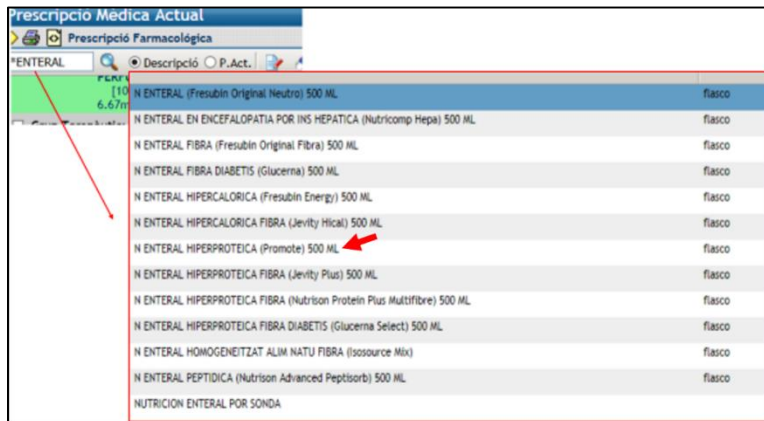 Prescripció Mèdica Actual
Prescripció Farmacológica
*ENTERAL Descripció P.Act.
[10
6.67m
N ENTERAL (Fresubin Original Neutro) 500 ML flasco
N ENTERAL EN ENCEFALOPATIA POR INS HEPATICA (Nutricomp Hepa) 500 ML flasco
N ENTERAL FIBRA (Fresubin Original Fibra) 500 ML flasco
N ENTERAL FIBRA DIABETIS (Glucerna) 500 ML flasco
N ENTERAL HIPERCALORICA (Fresubin Energy) 500 ML flasco
N ENTERAL HIPERCALORICA FIBRA (Jevity Hical) 500 ML flasco
N ENTERAL HIPERPROTEICA (Promote) 500 ML flasco
N ENTERAL HIPERPROTEICA FIBRA (Jevity Plus) 500 ML flasco
N ENTERAL HIPERPROTEICA FIBRA (Nutrison Protein Plus Multifibre) 500 ML flasco
N ENTERAL HIPERPROTEICA FIBRA DIABETIS (Glucerna Select) 500 ML flasco
N ENTERAL HOMOGENEITZAT ALIM NATU FIBRA (Isosource Mix) flasco
N ENTERAL PEPTIDICA (Nutrison Advanced Peptisorb) 500 ML flasco
NUTRICION ENTERAL POR SONDA